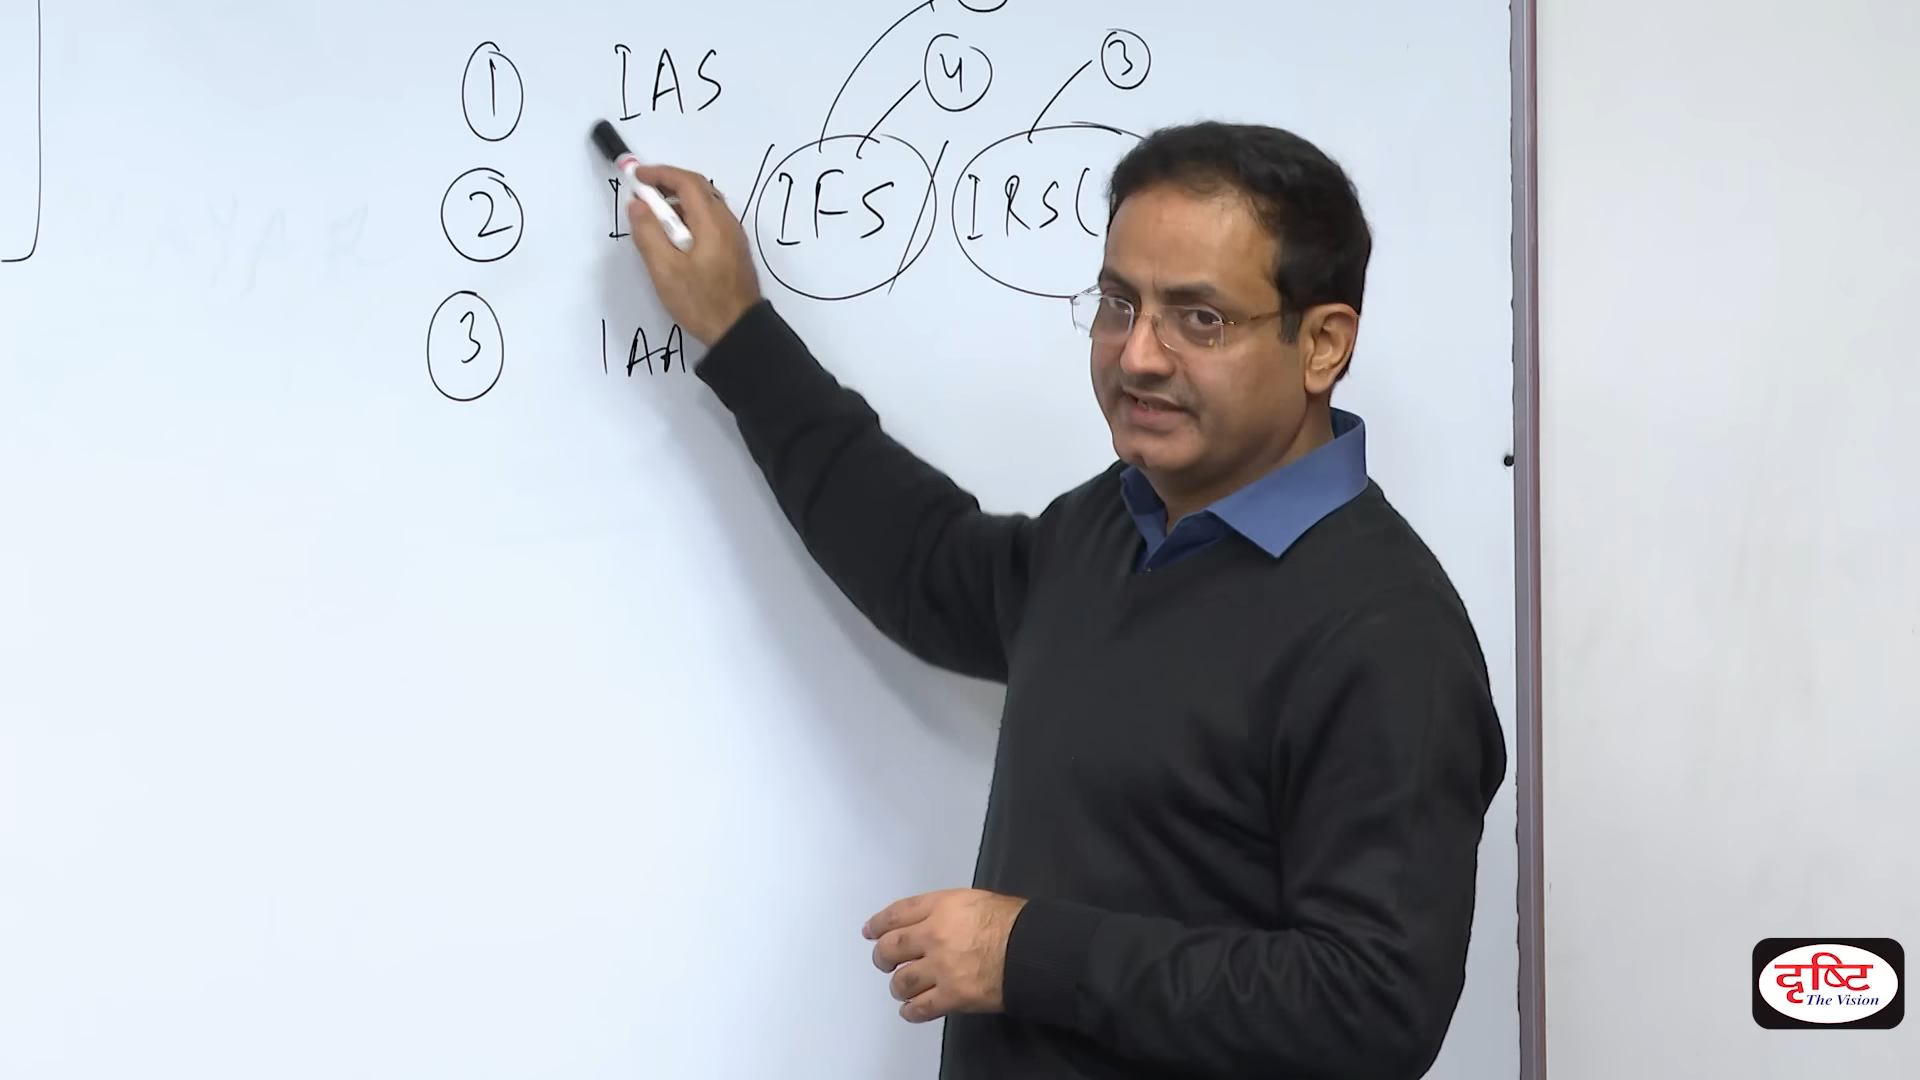 ④ ③
① IAS
② / IFS / IRS(
③ IAA
दृष्टि
The Vision